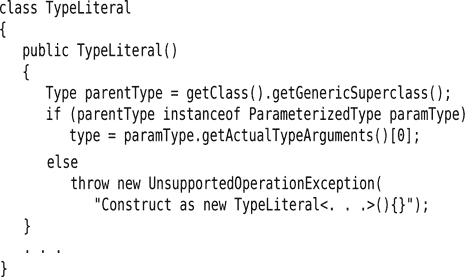 class TypeLiteral
{
public TypeLiteral()
{
Type parentType = getClass().getGenericSuperclass();
if (parentType instanceof ParameterizedType paramType)
type = paramType.getActualTypeArguments()[0];
else
throw new UnsupportedOperationException(
"Construct as new TypeLiteral<. . .>(){}");
}
. . .
}